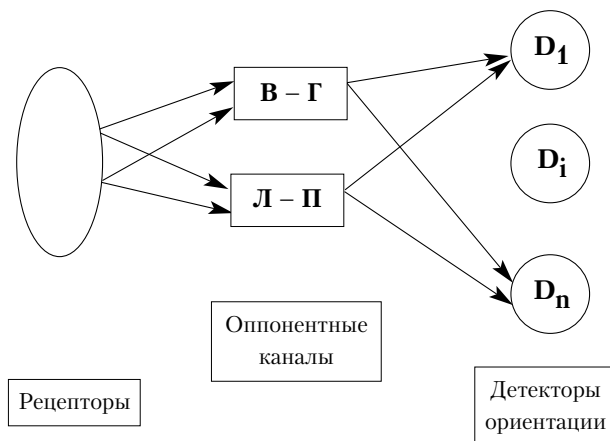 D1
В – Г
Di
Л – П
Dn
Оппонентные
каналы
Рецепторы
Детекторы
ориентации